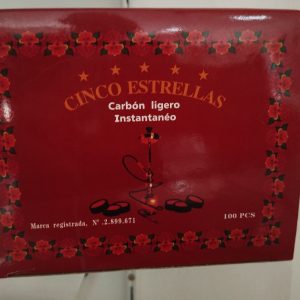 CINCO ESTRELLAS
Carbón ligero
Instantanéo
Marca registrada, Nº .2.899.671
100 PCS